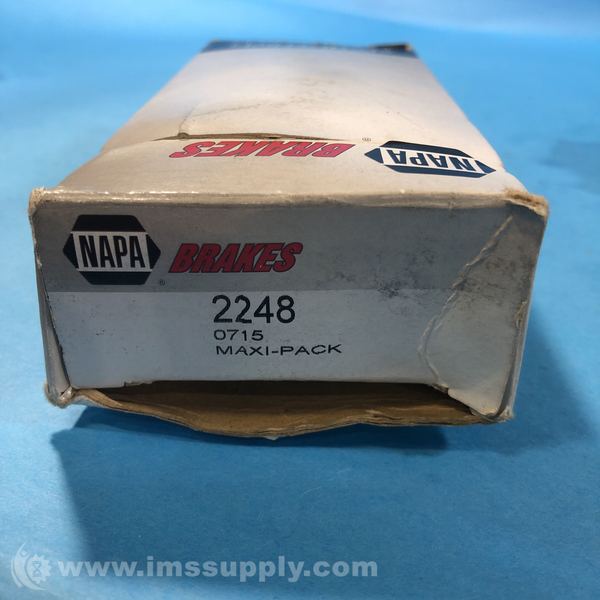 BRAKES
NAPA
NAPA
BRAKES
2248
0715
MAXI-PACK
www.imssupply.com